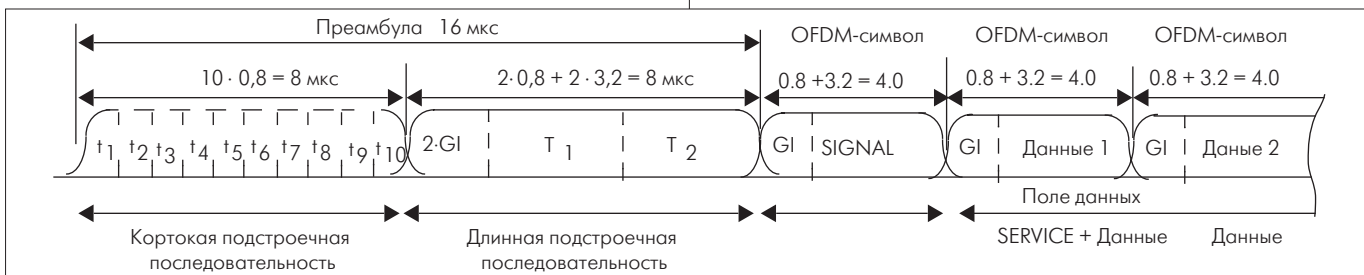 Преамбула 16 мкс
OFDM-символ OFDM-символ OFDM-символ
10 · 0,8 = 8 мкс 2·0,8 + 2 · 3,2 = 8 мкс 0.8 +3.2 = 4.0 0.8 + 3.2 = 4.0 0.8 + 3.2 = 4.0
t1 t2 t3 t4 t5 t6 t7 t8 t9 t10 2·GI T 1 T 2 GI SIGNAL GI Данные 1 GI Даные 2
Поле данных
Кортокая подстроечная Длинная подстроечная SERVICE + Данные Данные
последовательность последовательность